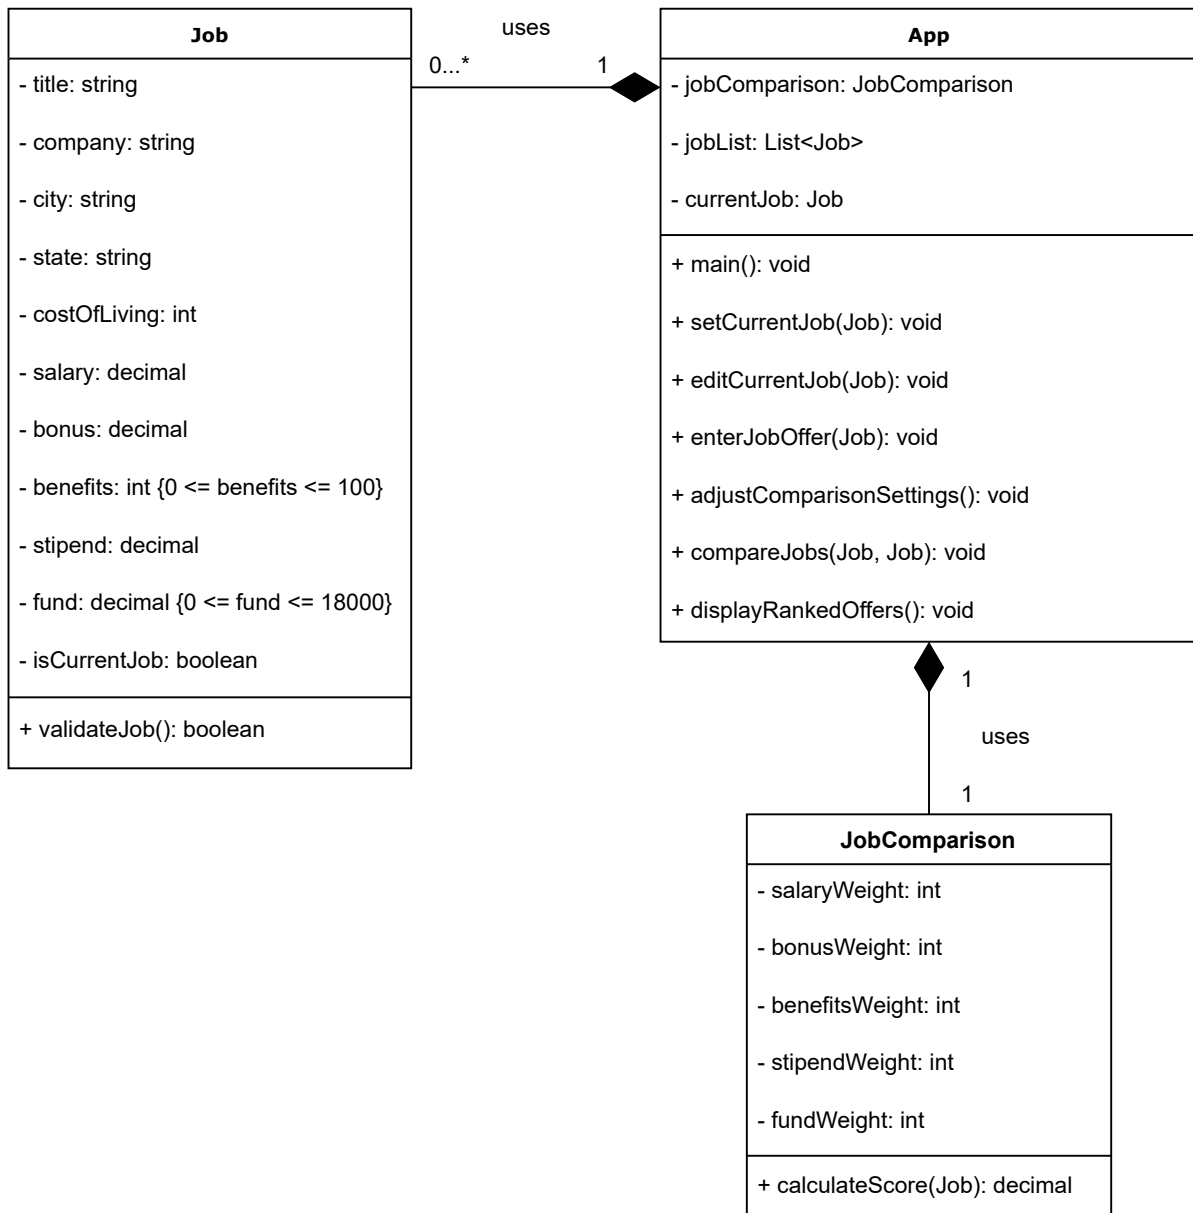 Job
- title: string
- company: string
- city: string
- state: string
- costOfLiving: int
- salary: decimal
- bonus: decimal
- benefits: int {0 <= benefits <= 100}
- stipend: decimal
- fund: decimal {0 <= fund <= 18000}
- isCurrentJob: boolean
+ validateJob(): boolean
uses
0...*
1
App
- jobComparison: JobComparison
- jobList: List<Job>
- currentJob: Job
+ main(): void
+ setCurrentJob(Job): void
+ editCurrentJob(Job): void
+ enterJobOffer(Job): void
+ adjustComparisonSettings(): void
+ compareJobs(Job, Job): void
+ displayRankedOffers(): void
1
uses
1
JobComparison
- salaryWeight: int
- bonusWeight: int
- benefitsWeight: int
- stipendWeight: int
- fundWeight: int
+ calculateScore(Job): decimal